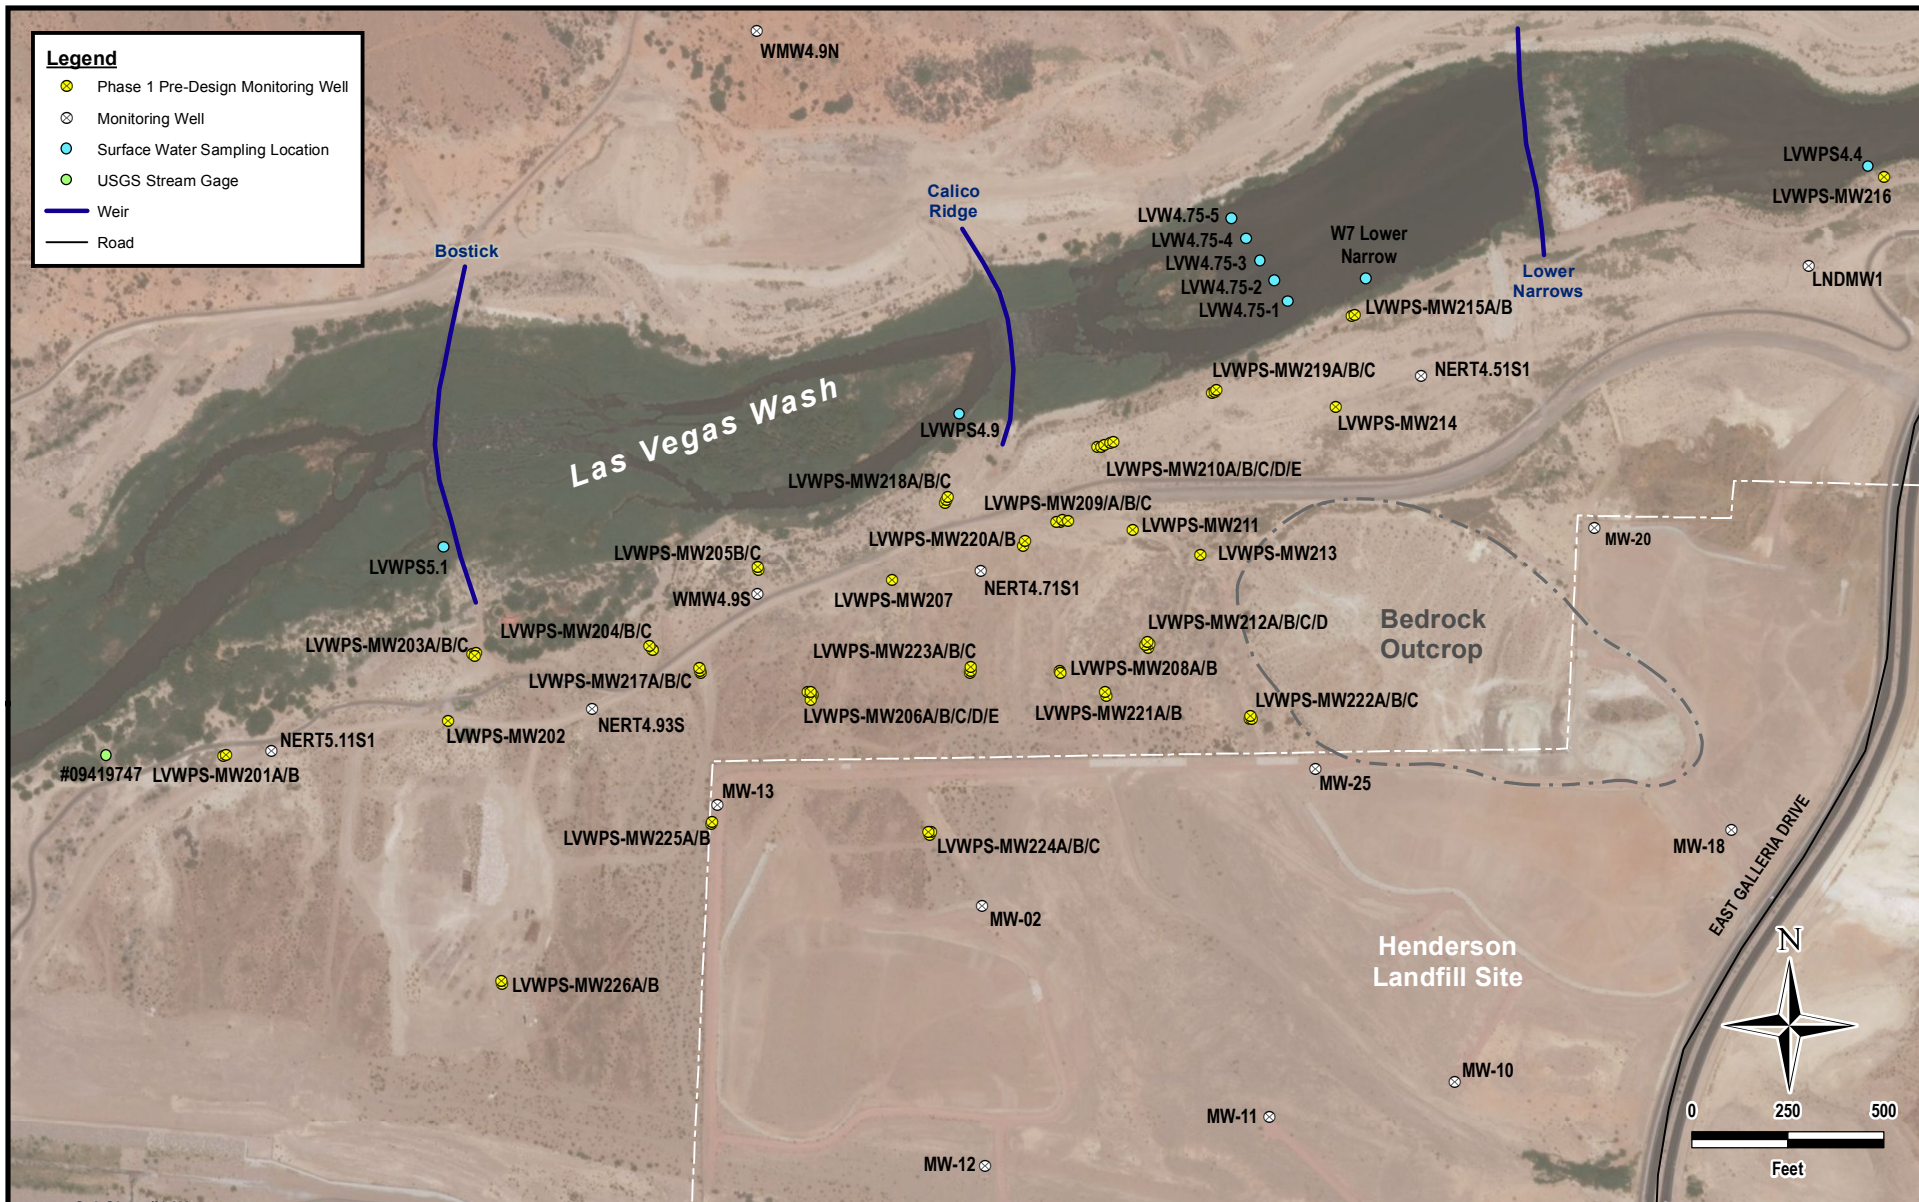 Legend
Phase 1 Pre-Design Monitoring Well
Monitoring Well
Surface Water Sampling Location
USGS Stream Gage
Weir
Road
WMW4.9N
Bostick
Calico
Ridge
LVW4.75-5
LVW4.75-4
LVW4.75-3
LVW4.75-2
LVW4.75-1
W7 Lower
Narrow
Lower
Narrows
LVWPS4.4
LVWPS-MW216
LNDMW1
LVWPS-MW215A/B
NERT4.51S1
LVWPS-MW219A/B/C
LVWPS-MW214
Las Vegas Wash
LVWPS4.9
LVWPS-MW210A/B/C/D/E
LVWPS-MW218A/B/C
LVWPS-MW209/A/B/C
LVWPS-MW211
LVWPS-MW220A/B
LVWPS-MW213
MW-20
LVWPS5.1
LVWPS-MW205B/C
WMW4.9S
LVWPS-MW207
NERT4.71S1
Bedrock
Outcrop
LVWPS-MW203A/B/C
LVWPS-MW204/B/C
LVWPS-MW212A/B/C/D
LVWPS-MW223A/B/C
LVWPS-MW208A/B
LVWPS-MW217A/B/C
LVWPS-MW206A/B/C/D/E
LVWPS-MW221A/B
LVWPS-MW222A/B/C
NERT4.93S
LVWPS-MW202
NERT5.11S1
#09419747
LVWPS-MW201A/B
MW-13
MW-25
LVWPS-MW225A/B
LVWPS-MW224A/B/C
MW-18
EAST GALLERIA DRIVE
MW-02
Henderson
Landfill Site
LVWPS-MW226A/B
N
MW-10
MW-11
MW-12
0 250 500
Feet